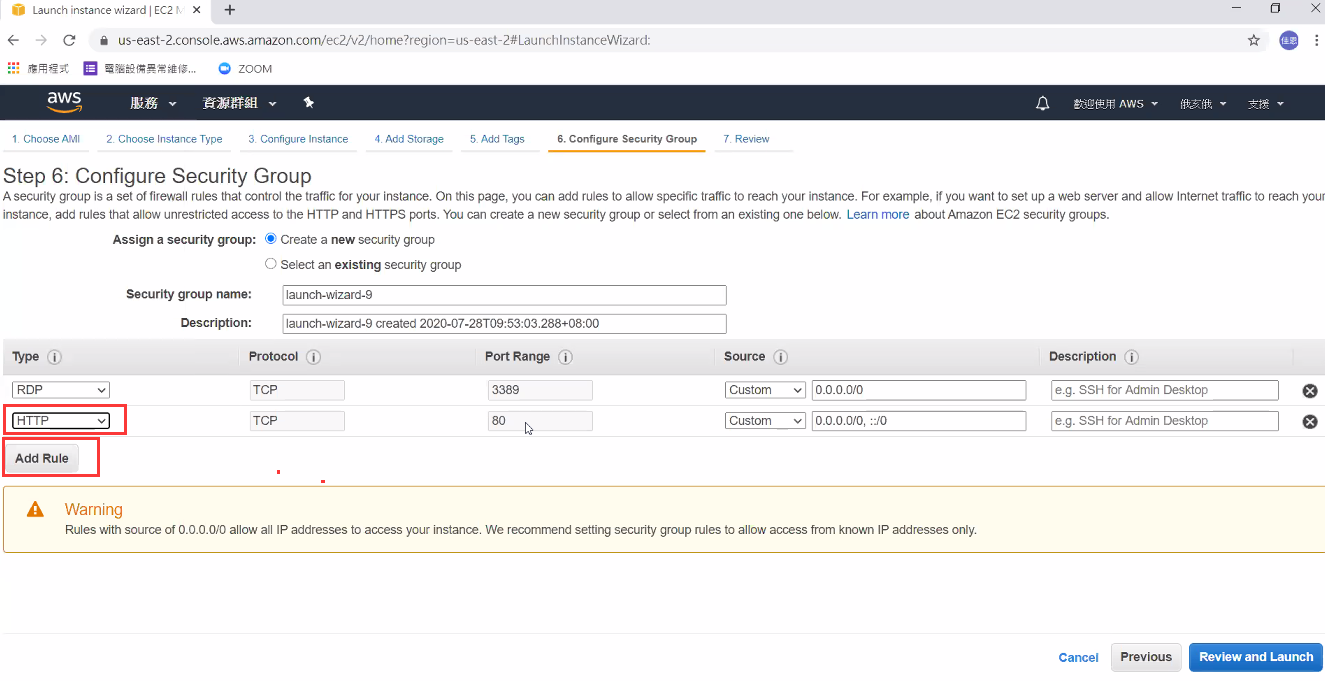 Launch instance wizard | EC2 M
us-east-2.console.aws.amazon.com/ec2/v2/home?region=us-east-2#LaunchInstanceWizard:
佳恩
應用程式 電腦設備異常維修... ZOOM
aws 服務 資源群組 歡迎使用 AWS 俄亥俄 支援
1. Choose AMI 2. Choose Instance Type 3. Configure Instance 4. Add Storage 5. Add Tags 6. Configure Security Group 7. Review
Step 6: Configure Security Group
A security group is a set of firewall rules that control the traffic for your instance. On this page, you can add rules to allow specific traffic to reach your instance. For example, if you want to set up a web server and allow Internet traffic to reach your
instance, add rules that allow unrestricted access to the HTTP and HTTPS ports. You can create a new security group or select from an existing one below. Learn more about Amazon EC2 security groups.
Assign a security group: Create a new security group
Select an existing security group
Security group name: launch-wizard-9
Description: launch-wizard-9 created 2020-07-28T09:53:03.288+08:00
Type i Protocol i Port Range i Source i Description i
RDP TCP 3389 Custom 0.0.0.0/0 e.g. SSH for Admin Desktop
HTTP TCP 80 Custom 0.0.0.0/0, ::/0 e.g. SSH for Admin Desktop
Add Rule
Warning
Rules with source of 0.0.0.0/0 allow all IP addresses to access your instance. We recommend setting security group rules to allow access from known IP addresses only.
Cancel Previous Review and Launch